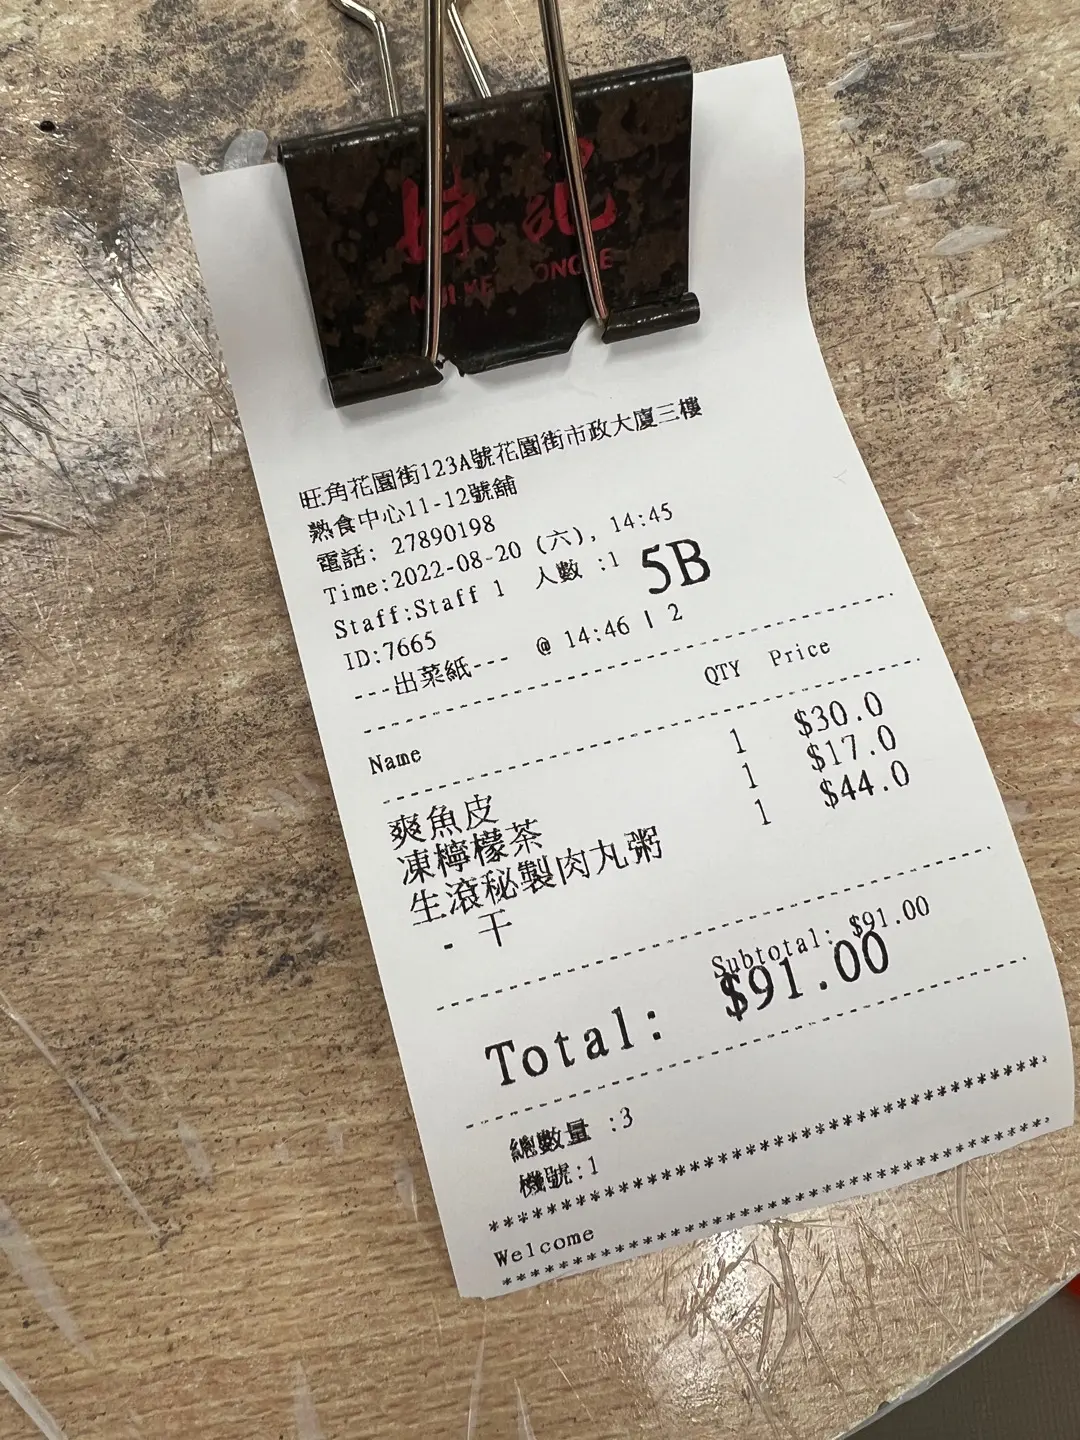 妹記
MUI KEE CONGEE
旺角花園街123A號花園街市政大廈三樓
熟食中心11-12號舖
電話: 27890198
Time:2022-08-20 (六), 14:45
Staff:Staff 1 人數 :1 5B
ID:7665
---出菜紙--- @ 14:46 | 2
Name QTY Price
爽魚皮 1 $30.0
凍檸檬茶 1 $17.0
生滾秘製肉丸粥 1 $44.0
- 干
Subtotal: $91.00
Total: $91.00
總數量 :3
機號:1
Welcome